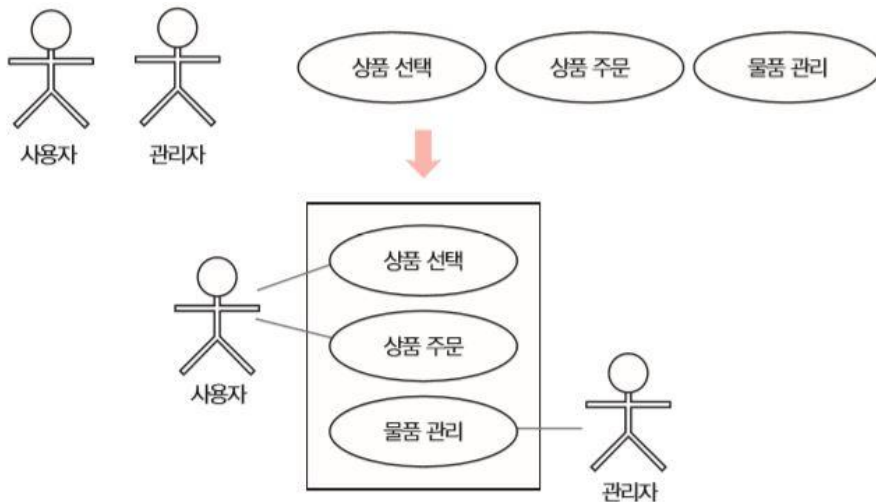 상품 선택
상품 주문
물품 관리
사용자
관리자
상품 선택
상품 주문
사용자
물품 관리
관리자